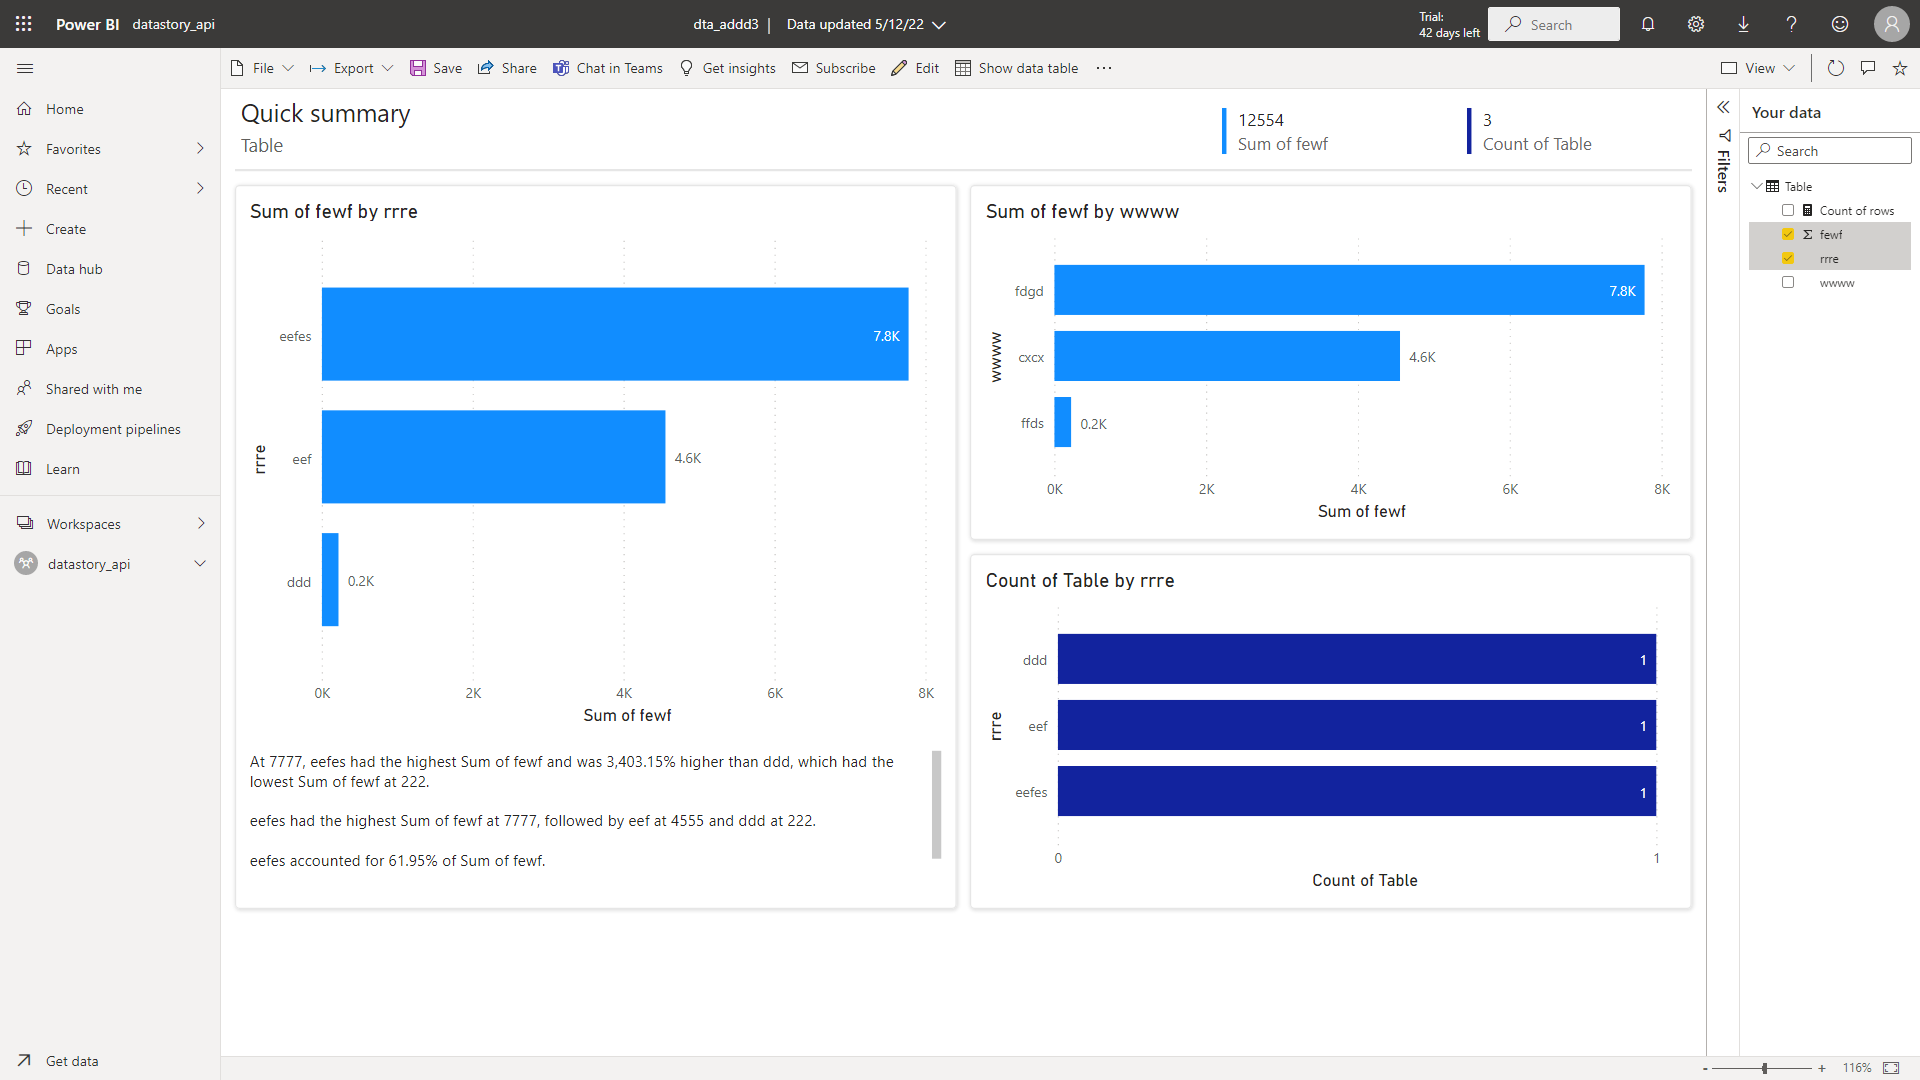 Power BI datastory_api
dta_addd3 | Data updated 5/12/22
Trial:
42 days left
Search
File Export Save Share Chat in Teams Get insights Subscribe Edit Show data table ... View
Home
Favorites
Recent
Create
Data hub
Goals
Apps
Shared with me
Deployment pipelines
Learn
Workspaces
datastory_api
Get data
Quick summary
Table
12554
Sum of fewf
3
Count of Table
Sum of fewf by rrre
rrre
eefes
7.8K
eef
4.6K
ddd
0.2K
0K 2K 4K 6K 8K
Sum of fewf
At 7777, eefes had the highest Sum of fewf and was 3,403.15% higher than ddd, which had the
lowest Sum of fewf at 222.
eefes had the highest Sum of fewf at 7777, followed by eef at 4555 and ddd at 222.
eefes accounted for 61.95% of Sum of fewf.
Sum of fewf by wwww
wwww
fdgd
7.8K
cxcx
4.6K
ffds
0.2K
0K 2K 4K 6K 8K
Sum of fewf
Count of Table by rrre
rrre
ddd
1
eef
1
eefes
1
0 1
Count of Table
Filters
Your data
Search
Table
Count of rows
Σ fewf
rrre
wwww
- + 116%